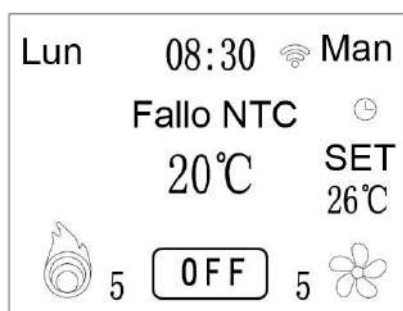 Lun 08:30 Man
Fallo NTC
SET
20℃
26℃
5 OFF 5